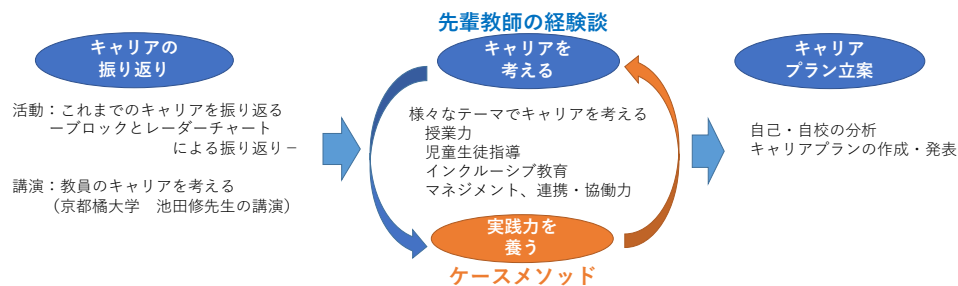 キャリアの
振り返り
活動：これまでのキャリアを振り返る
－ブロックとレーダーチャート
による振り返り－
講演：教員のキャリアを考える
（京都橘大学　池田修先生の講演）
先輩教師の経験談
キャリアを
考える
様々なテーマでキャリアを考える
授業力
児童生徒指導
インクルーシブ教育
マネジメント、連携・協働力
実践力を
養う
ケースメソッド
キャリア
プラン立案
自己・自校の分析
キャリアプランの作成・発表